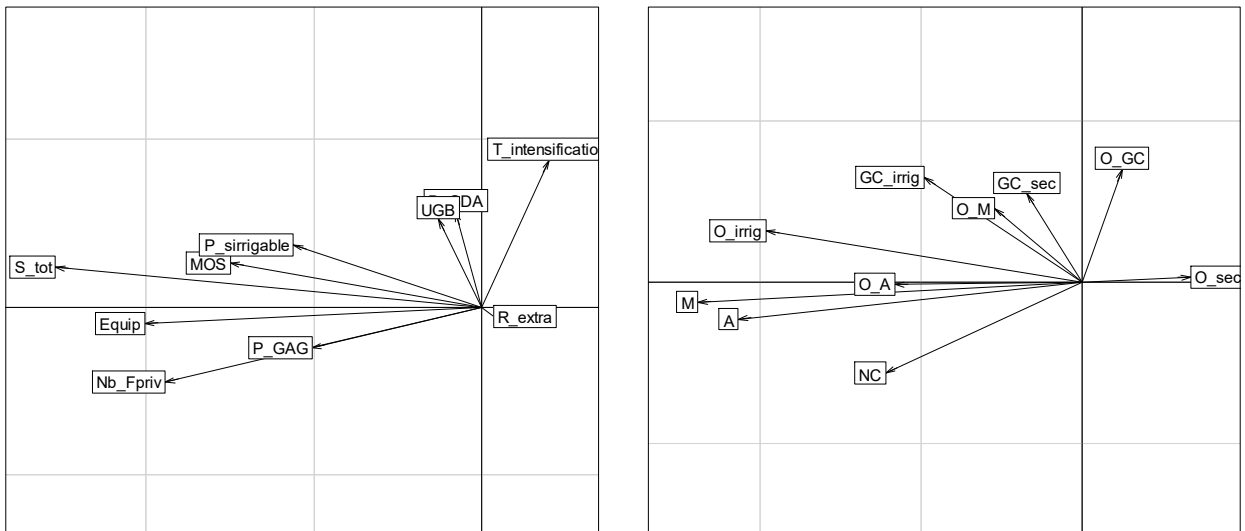 T_intensificatio
UGB
P_sirrigable
MOS
S_tot
Equip
R_extra
P_GAG
Nb_Fpriv
O_GC
GC_irrig
GC_sec
O_M
O_irrig
O_sec
O_A
M
A
NC